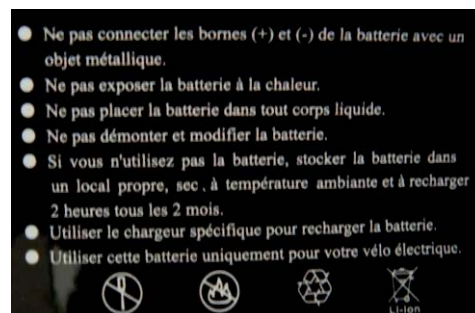 ● Ne pas connecter les bornes (+) et (-) de la batterie avec un
objet métallique.
● Ne pas exposer la batterie à la chaleur.
● Ne pas placer la batterie dans tout corps liquide.
● Ne pas démonter et modifier la batterie.
● Si vous n'utilisez pas la batterie, stocker la batterie dans
un local propre, sec, à température ambiante et à recharger
2 heures tous les 2 mois.
● Utiliser le chargeur spécifique pour recharger la batterie.
● Utiliser cette batterie uniquement pour votre vélo électrique.
Li-Ion